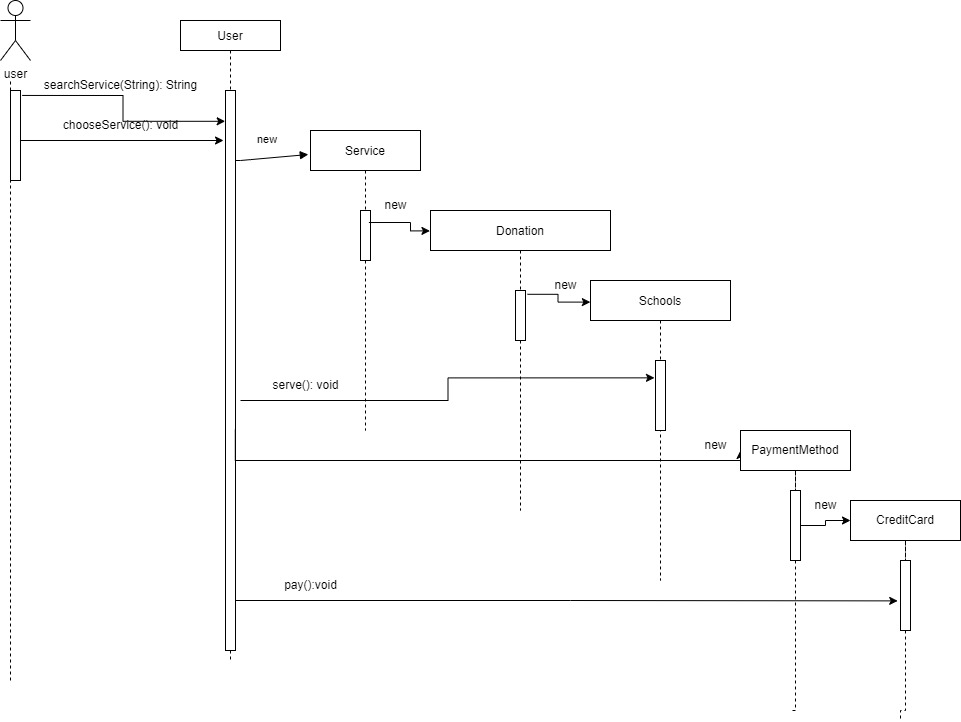 User
user
searchService(String): String
chooseService(): void
new
Service
new
Donation
new
Schools
serve(): void
new
PaymentMethod
new
CreditCard
pay():void